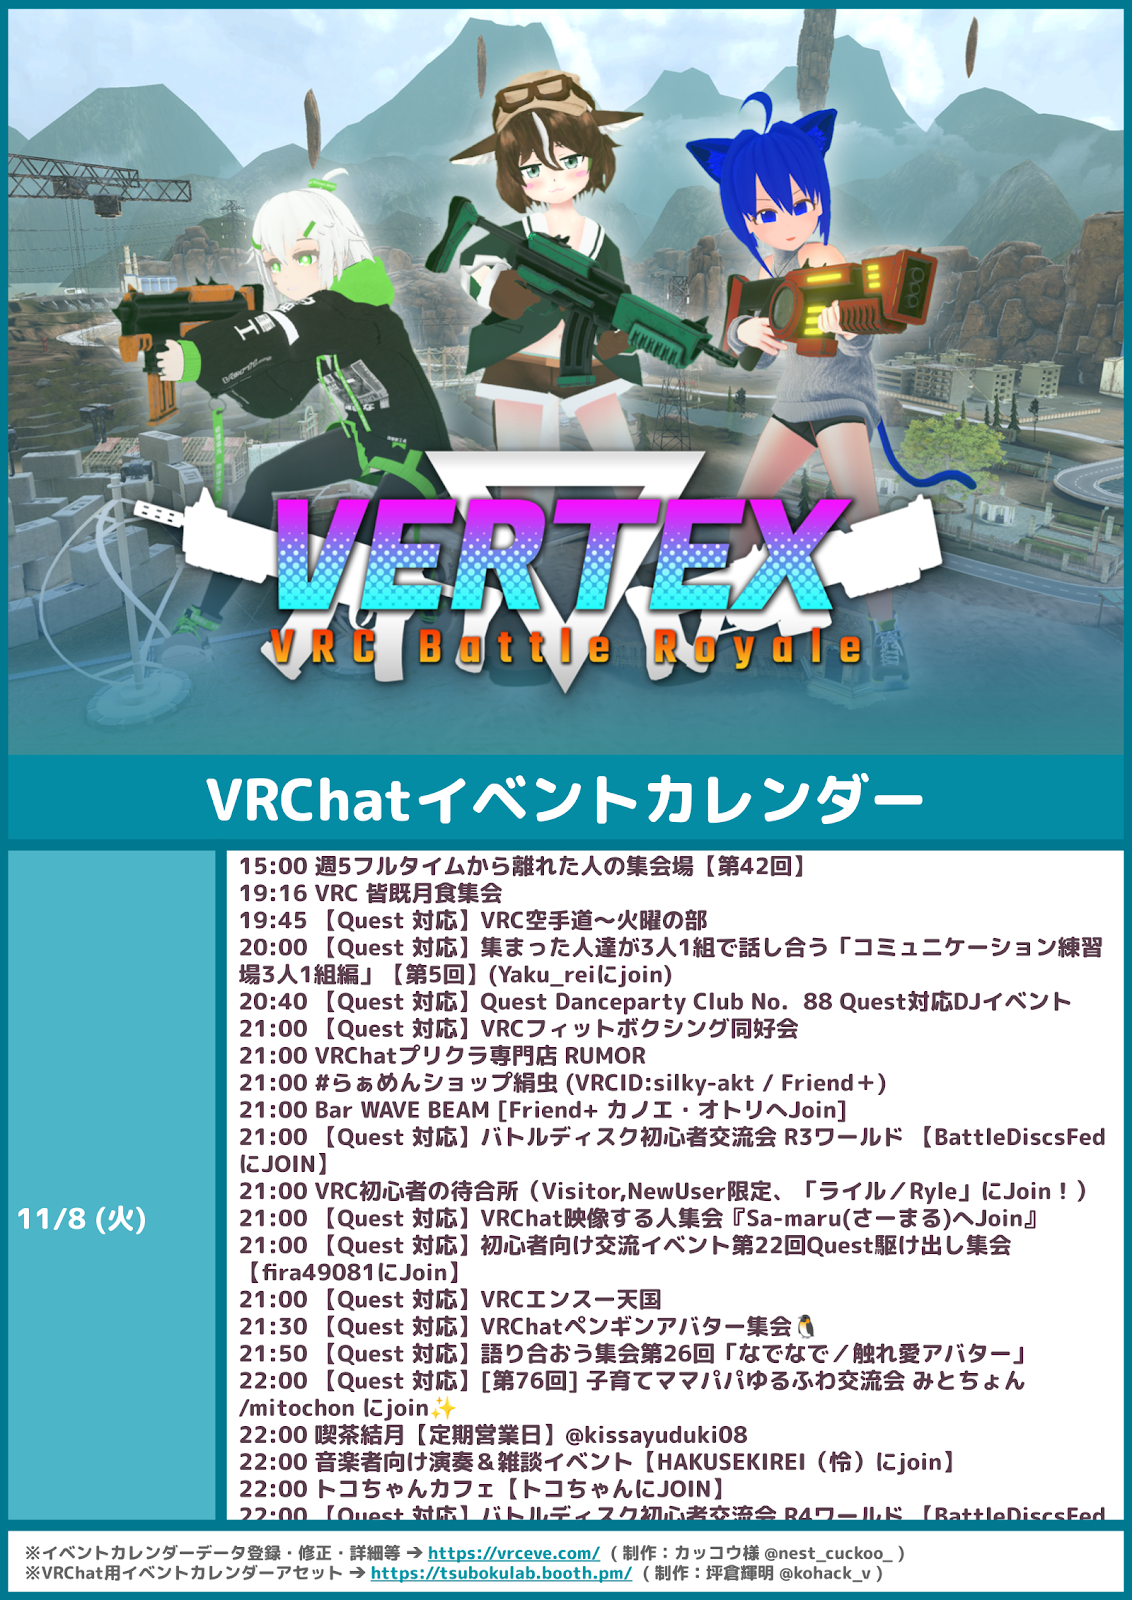 VERTEX
VRC Battle Royale
VRChatイベントカレンダー
11/8 (火)
15:00 週5フルタイムから離れた人の集会場【第42回】
19:16 VRC 皆既月食集会
19:45 【Quest 対応】VRC空手道〜火曜の部
20:00 【Quest 対応】集まった人達が3人1組で話し合う「コミュニケーション練習
場3人1組編」【第5回】(Yaku_reiにjoin)
20:40 【Quest 対応】Quest Danceparty Club No. 88 Quest対応DJイベント
21:00 【Quest 対応】VRCフィットボクシング同好会
21:00 VRChatプリクラ専門店 RUMOR
21:00 #らぁめんショップ絹虫 (VRCID:silky-akt / Friend＋)
21:00 Bar WAVE BEAM [Friend+ カノエ・オトリへJoin]
21:00 【Quest 対応】バトルディスク初心者交流会 R3ワールド 【BattleDiscsFed
にJOIN】
21:00 VRC初心者の待合所（Visitor,NewUser限定、「ライル／Ryle」にJoin！）
21:00 【Quest 対応】VRChat映像する人集会『Sa-maru(さーまる)へJoin』
21:00 【Quest 対応】初心者向け交流イベント第22回Quest駆け出し集会
【fira49081にJoin】
21:00 【Quest 対応】VRCエンスー天国
21:30 【Quest 対応】VRChatペンギンアバター集会🐧
21:50 【Quest 対応】語り合おう集会第26回「なでなで／触れ愛アバター」
22:00 【Quest 対応】[第76回] 子育てママパパゆるふわ交流会 みとちょん
/mitochon にjoin✨
22:00 喫茶結月【定期営業日】@kissayuduki08
22:00 音楽者向け演奏＆雑談イベント【HAKUSEKIREI（怜）にjoin】
22:00 トコちゃんカフェ【トコちゃんにJOIN】
22:00 【Quest 対応】バトルディスク初心者交流会 R4ワールド 【BattleDiscsFed
※イベントカレンダーデータ登録・修正・詳細等 ➔ https://vrceve.com/ ( 制作：カッコウ様 @nest_cuckoo_ )
※VRChat用イベントカレンダーアセット ➔ https://tsubokulab.booth.pm/ ( 制作：坪倉輝明 @kohack_v )